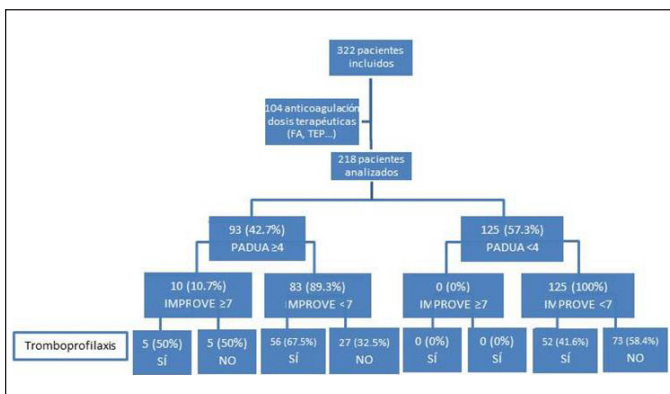 322 pacientes
incluidos
104 anticoagulación
dosis terapéuticas
(FA, TEP...)
218 pacientes
analizados
93 (42.7%)
PADUA ≥4
125 (57.3%)
PADUA <4
10 (10.7%)
IMPROVE ≥7
83 (89.3%)
IMPROVE <7
0 (0%)
IMPROVE ≥7
125 (100%)
IMPROVE <7
Tromboprofilaxis
5 (50%)
SÍ
5 (50%)
NO
56 (67.5%)
SÍ
27 (32.5%)
NO
0 (0%)
SÍ
0 (0%)
SÍ
52 (41.6%)
SÍ
73 (58.4%)
NO